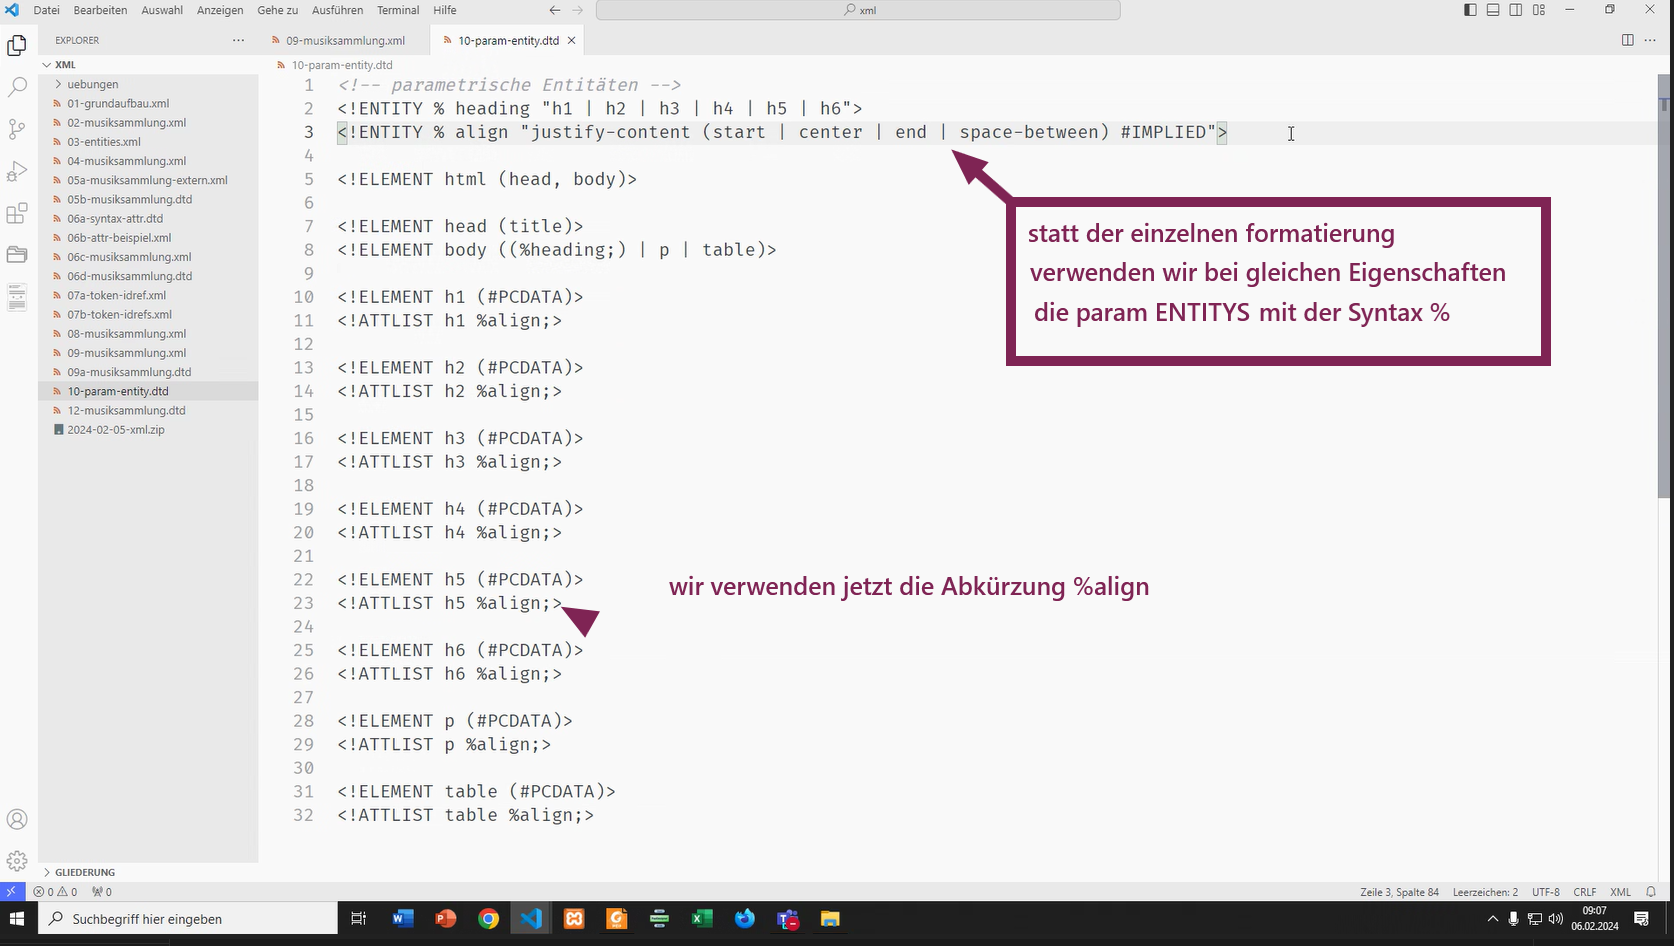 Datei Bearbeiten Auswahl Anzeigen Gehe zu Ausführen Terminal Hilfe
xml
EXPLORER
09-musiksammlung.xml
10-param-entity.dtd
XML
10-param-entity.dtd
uebungen
01-grundaufbau.xml
02-musiksammlung.xml
03-entities.xml
04-musiksammlung.xml
05a-musiksammlung-extern.xml
05b-musiksammlung.dtd
06a-syntax-attr.dtd
06b-attr-beispiel.xml
06c-musiksammlung.xml
06d-musiksammlung.dtd
07a-token-idref.xml
07b-token-idrefs.xml
08-musiksammlung.xml
09-musiksammlung.xml
09a-musiksammlung.dtd
10-param-entity.dtd
12-musiksammlung.dtd
2024-02-05-xml.zip
GLIEDERUNG
1 <!-- parametrische Entitäten -->
2 <!ENTITY % heading "h1 | h2 | h3 | h4 | h5 | h6">
3 <!ENTITY % align "justify-content (start | center | end | space-between) #IMPLIED">
4
5 <!ELEMENT html (head, body)>
6
7 <!ELEMENT head (title)>
8 <!ELEMENT body ((%heading;) | p | table)>
9
10 <!ELEMENT h1 (#PCDATA)>
11 <!ATTLIST h1 %align;>
12
13 <!ELEMENT h2 (#PCDATA)>
14 <!ATTLIST h2 %align;>
15
16 <!ELEMENT h3 (#PCDATA)>
17 <!ATTLIST h3 %align;>
18
19 <!ELEMENT h4 (#PCDATA)>
20 <!ATTLIST h4 %align;>
21
22 <!ELEMENT h5 (#PCDATA)>
23 <!ATTLIST h5 %align;>
24
25 <!ELEMENT h6 (#PCDATA)>
26 <!ATTLIST h6 %align;>
27
28 <!ELEMENT p (#PCDATA)>
29 <!ATTLIST p %align;>
30
31 <!ELEMENT table (#PCDATA)>
32 <!ATTLIST table %align;>
statt der einzelnen formatierung
verwenden wir bei gleichen Eigenschaften
die param ENTITYS mit der Syntax %
wir verwenden jetzt die Abkürzung %align
0 0 0
Zeile 3, Spalte 84 Leerzeichen: 2 UTF-8 CRLF XML
Suchbegriff hier eingeben
09:07
06.02.2024